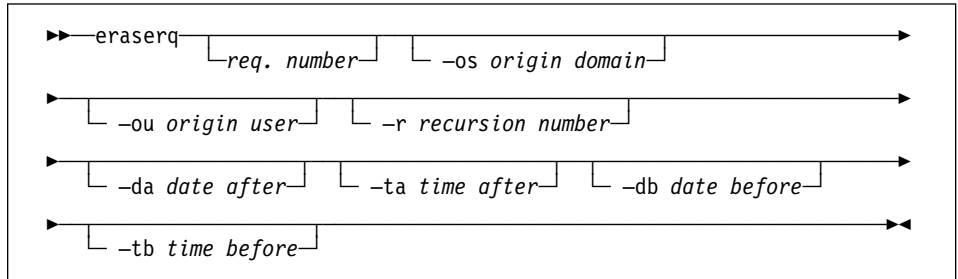 eraserq
req. number –os origin domain
–ou origin user –r recursion number
–da date after –ta time after –db date before
–tb time before